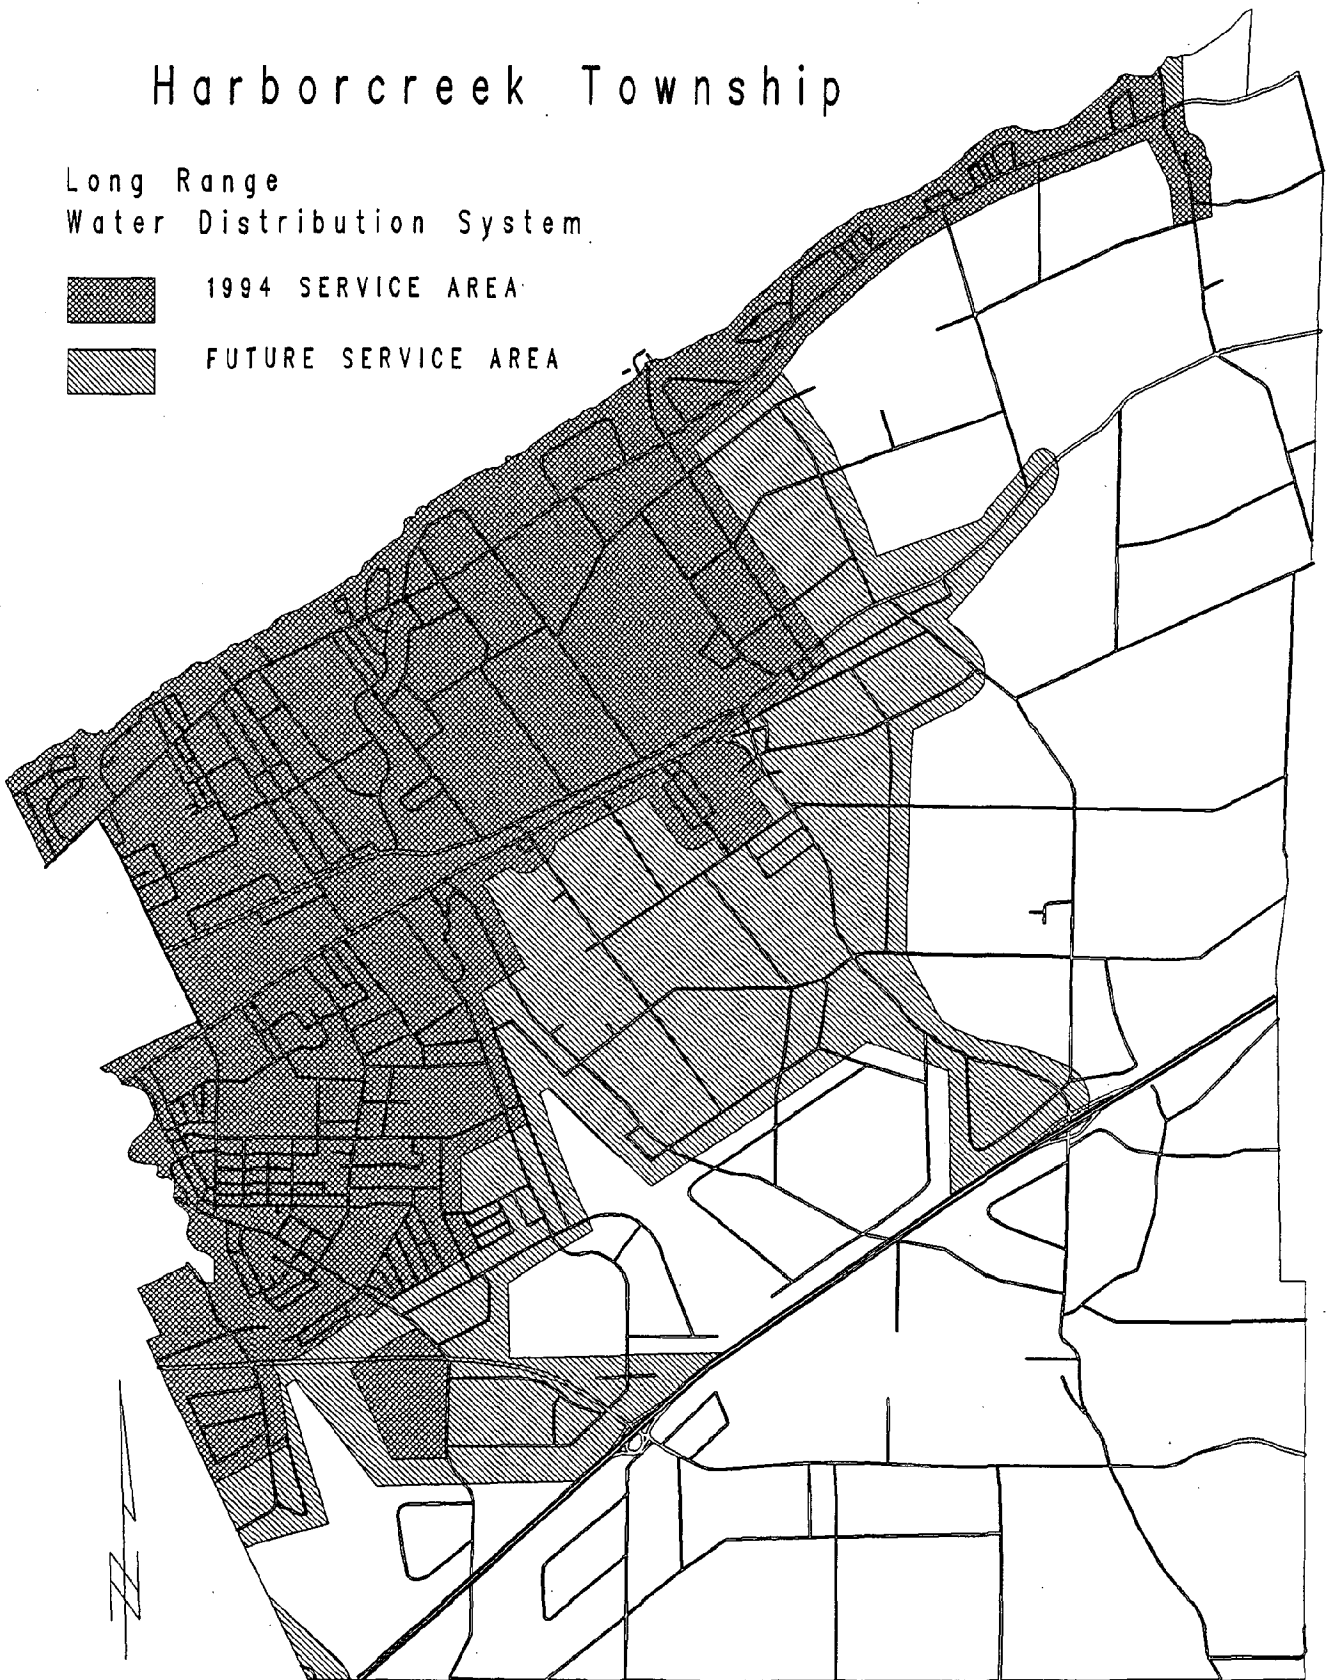 Harborcreek Township
Long Range
Water Distribution System
1994 SERVICE AREA
FUTURE SERVICE AREA